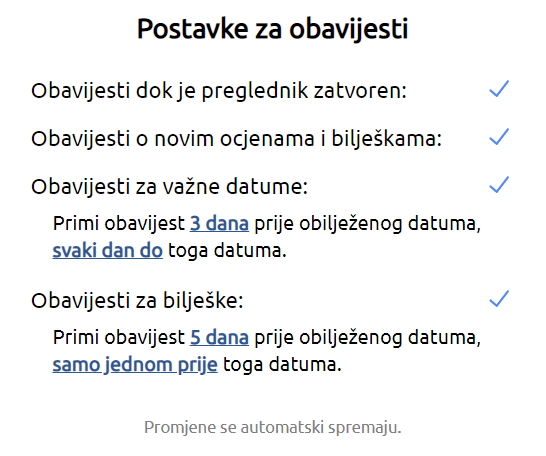 Postavke za obavijesti
Obavijesti dok je preglednik zatvoren:
Obavijesti o novim ocjenama i bilješkama:
Obavijesti za važne datume:
Primi obavijest 3 dana prije obilježenog datuma,
svaki dan do toga datuma.
Obavijesti za bilješke:
Primi obavijest 5 dana prije obilježenog datuma,
samo jednom prije toga datuma.
Promjene se automatski spremaju.